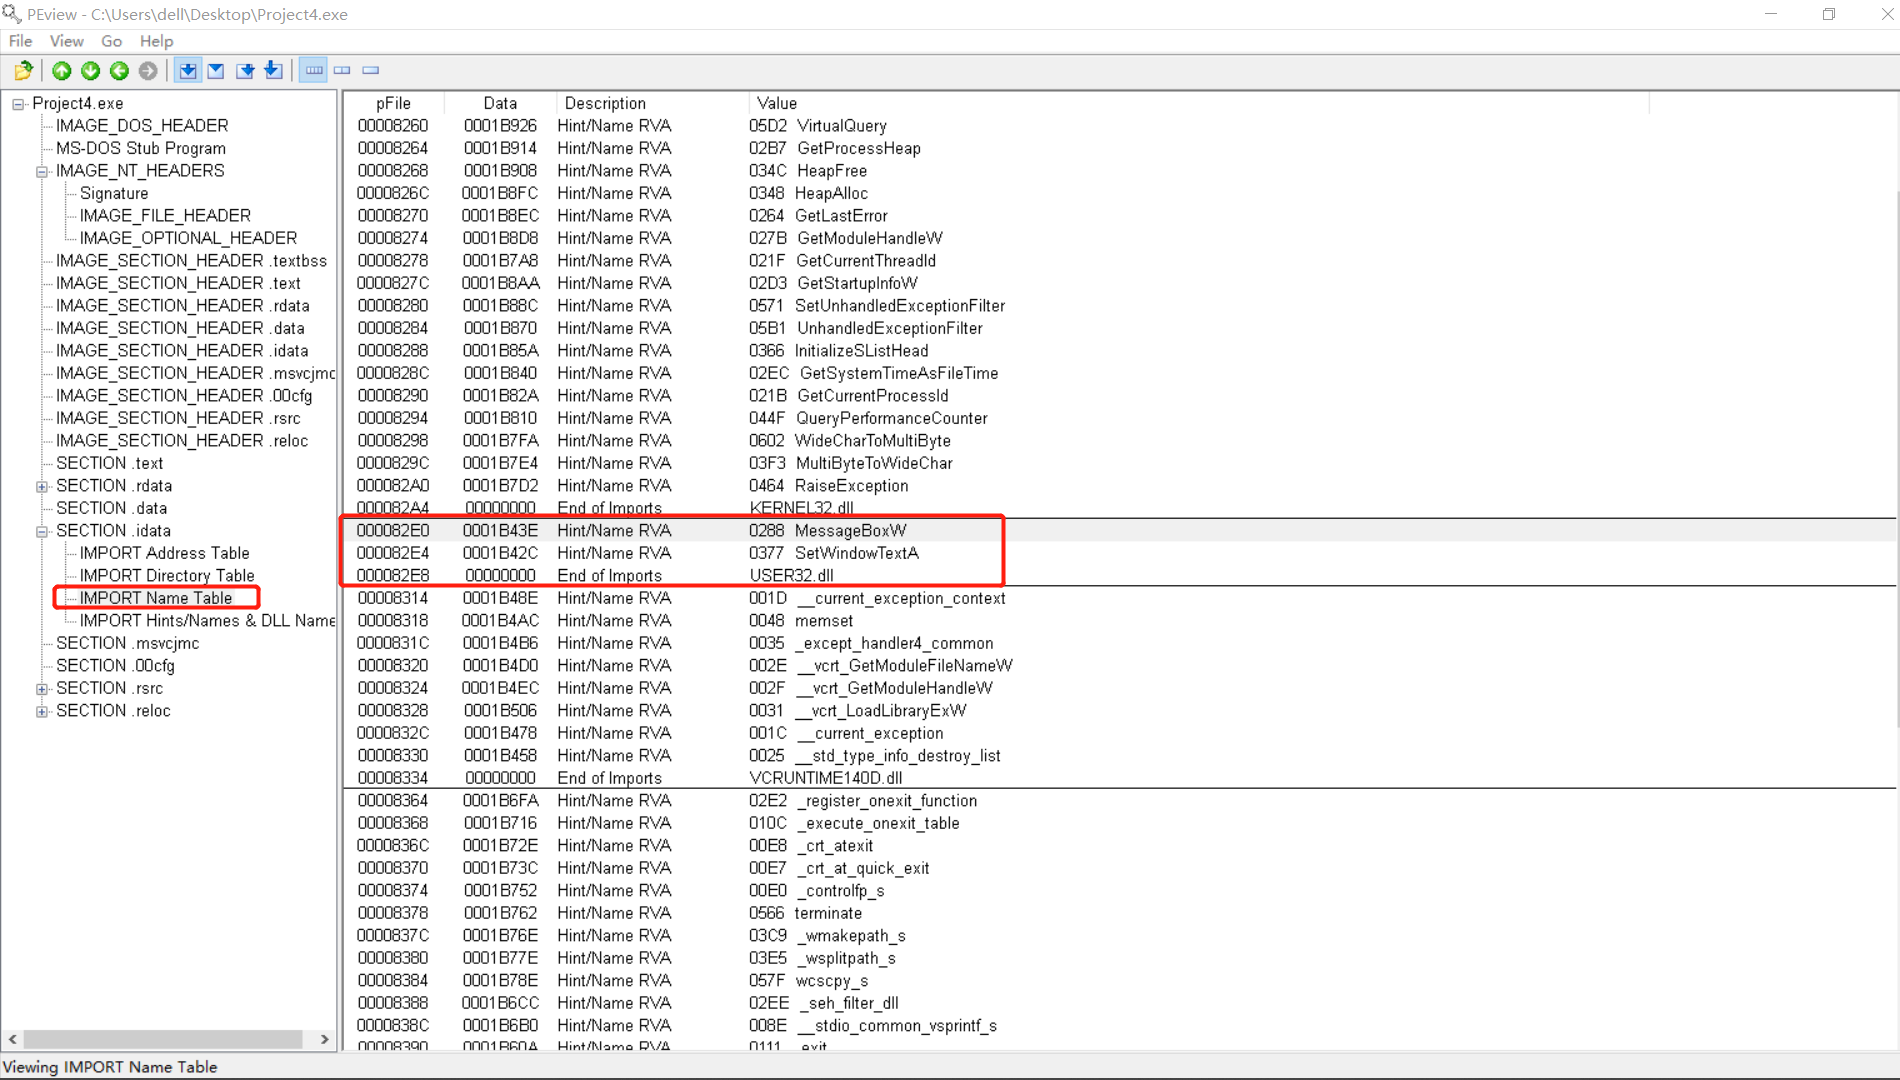 PEview - C:\Users\dell\Desktop\Project4.exe
File View Go Help
Project4.exe
IMAGE_DOS_HEADER
MS-DOS Stub Program
IMAGE_NT_HEADERS
Signature
IMAGE_FILE_HEADER
IMAGE_OPTIONAL_HEADER
IMAGE_SECTION_HEADER .textbss
IMAGE_SECTION_HEADER .text
IMAGE_SECTION_HEADER .rdata
IMAGE_SECTION_HEADER .data
IMAGE_SECTION_HEADER .idata
IMAGE_SECTION_HEADER .msvcjmc
IMAGE_SECTION_HEADER .00cfg
IMAGE_SECTION_HEADER .rsrc
IMAGE_SECTION_HEADER .reloc
SECTION .text
SECTION .rdata
SECTION .data
SECTION .idata
IMPORT Address Table
IMPORT Directory Table
IMPORT Name Table
IMPORT Hints/Names & DLL Name
SECTION .msvcjmc
SECTION .00cfg
SECTION .rsrc
SECTION .reloc
pFile Data Description Value
00008260 0001B926 Hint/Name RVA 05D2 VirtualQuery
00008264 0001B914 Hint/Name RVA 02B7 GetProcessHeap
00008268 0001B908 Hint/Name RVA 034C HeapFree
0000826C 0001B8FC Hint/Name RVA 0348 HeapAlloc
00008270 0001B8EC Hint/Name RVA 0264 GetLastError
00008274 0001B8D8 Hint/Name RVA 027B GetModuleHandleW
00008278 0001B7A8 Hint/Name RVA 021F GetCurrentThreadId
0000827C 0001B8AA Hint/Name RVA 02D3 GetStartupInfoW
00008280 0001B88C Hint/Name RVA 0571 SetUnhandledExceptionFilter
00008284 0001B870 Hint/Name RVA 05B1 UnhandledExceptionFilter
00008288 0001B85A Hint/Name RVA 0366 InitializeSListHead
0000828C 0001B840 Hint/Name RVA 02EC GetSystemTimeAsFileTime
00008290 0001B82A Hint/Name RVA 021B GetCurrentProcessId
00008294 0001B810 Hint/Name RVA 044F QueryPerformanceCounter
00008298 0001B7FA Hint/Name RVA 0602 WideCharToMultiByte
0000829C 0001B7E4 Hint/Name RVA 03F3 MultiByteToWideChar
000082A0 0001B7D2 Hint/Name RVA 0464 RaiseException
000082A4 00000000 End of Imports KERNEL32.dll
000082E0 0001B43E Hint/Name RVA 0288 MessageBoxW
000082E4 0001B42C Hint/Name RVA 0377 SetWindowTextA
000082E8 00000000 End of Imports USER32.dll
00008314 0001B48E Hint/Name RVA 001D __current_exception_context
00008318 0001B4AC Hint/Name RVA 0048 memset
0000831C 0001B4B6 Hint/Name RVA 0035 _except_handler4_common
00008320 0001B4D0 Hint/Name RVA 002E __vcrt_GetModuleFileNameW
00008324 0001B4EC Hint/Name RVA 002F __vcrt_GetModuleHandleW
00008328 0001B506 Hint/Name RVA 0031 __vcrt_LoadLibraryExW
0000832C 0001B478 Hint/Name RVA 001C __current_exception
00008330 0001B458 Hint/Name RVA 0025 __std_type_info_destroy_list
00008334 00000000 End of Imports VCRUNTIME140D.dll
00008364 0001B6FA Hint/Name RVA 02E2 _register_onexit_function
00008368 0001B716 Hint/Name RVA 010C _execute_onexit_table
0000836C 0001B72E Hint/Name RVA 00E8 _crt_atexit
00008370 0001B73C Hint/Name RVA 00E7 _crt_at_quick_exit
00008374 0001B752 Hint/Name RVA 00E0 _controlfp_s
00008378 0001B762 Hint/Name RVA 0566 terminate
0000837C 0001B76E Hint/Name RVA 03C9 _wmakepath_s
00008380 0001B77E Hint/Name RVA 03E5 _wsplitpath_s
00008384 0001B78E Hint/Name RVA 057F wcscpy_s
00008388 0001B6CC Hint/Name RVA 02EE _seh_filter_dll
0000838C 0001B6B0 Hint/Name RVA 008E __stdio_common_vsprintf_s
00008390 0001B60A Hint/Name RVA 0111 exit
Viewing IMPORT Name Table